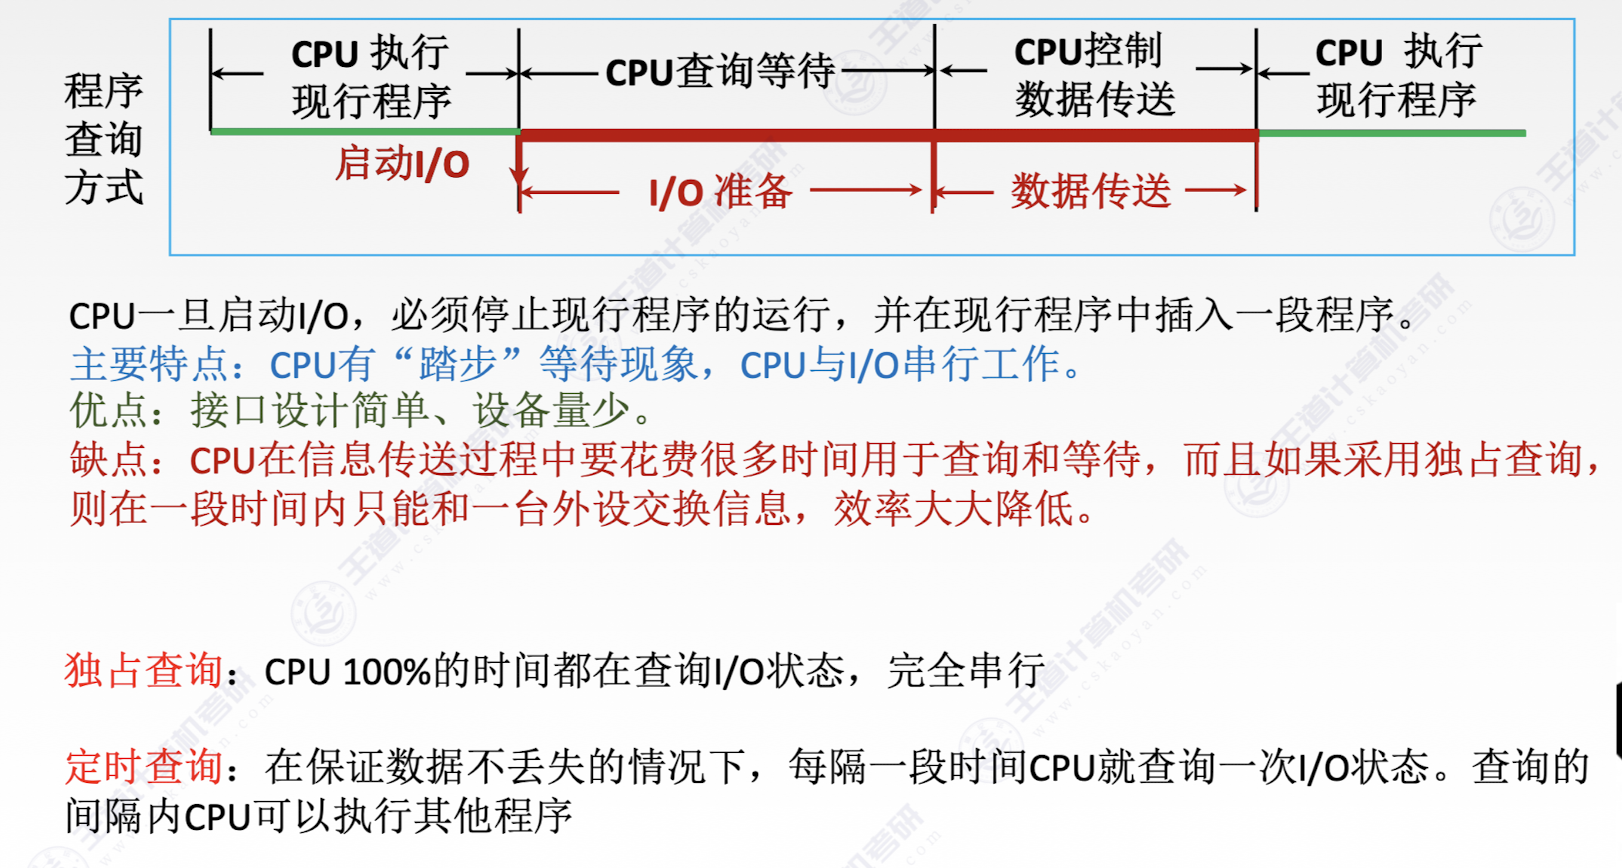 程序
查询
方式
CPU 执行
现行程序
CPU查询等待
CPU控制
数据传送
CPU 执行
现行程序
启动I/O
I/O 准备
数据传送
CPU一旦启动I/O，必须停止现行程序的运行，并在现行程序中插入一段程序。
主要特点：CPU有“踏步”等待现象，CPU与I/O串行工作。
优点：接口设计简单、设备量少。
缺点：CPU在信息传送过程中要花费很多时间用于查询和等待，而且如果采用独占查询，
则在一段时间内只能和一台外设交换信息，效率大大降低。
独占查询：CPU 100%的时间都在查询I/O状态，完全串行
定时查询：在保证数据不丢失的情况下，每隔一段时间CPU就查询一次I/O状态。查询的
间隔内CPU可以执行其他程序
王道计算机考研
www.cskaoyan.com